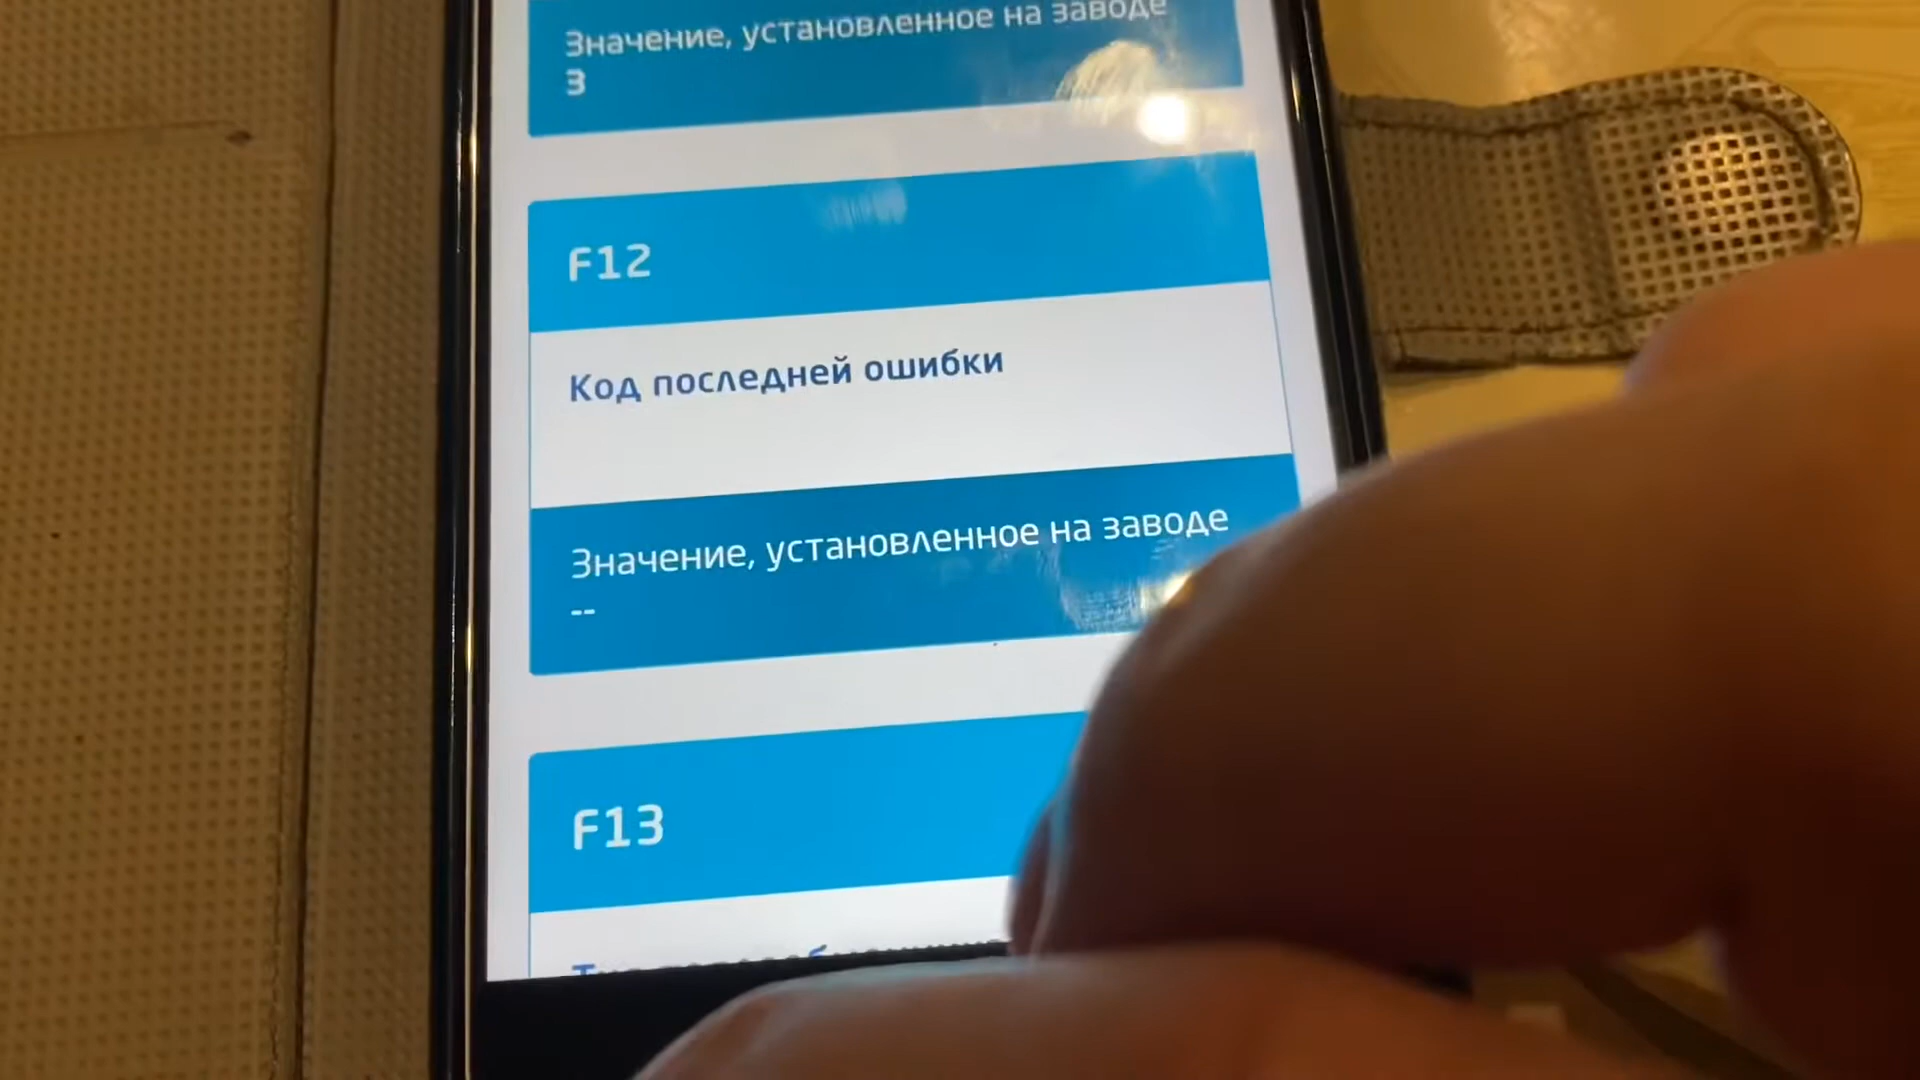 Значение, установленное на заводе
3
F12
Код последней ошибки
Значение, установленное на заводе
--
F13